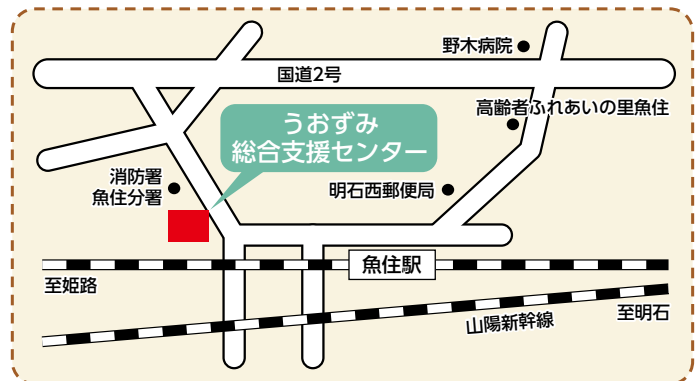 野木病院
国道2号
高齢者ふれあいの里魚住
うおずみ
総合支援センター
消防署
魚住分署
明石西郵便局
魚住駅
至姫路
至明石
山陽新幹線